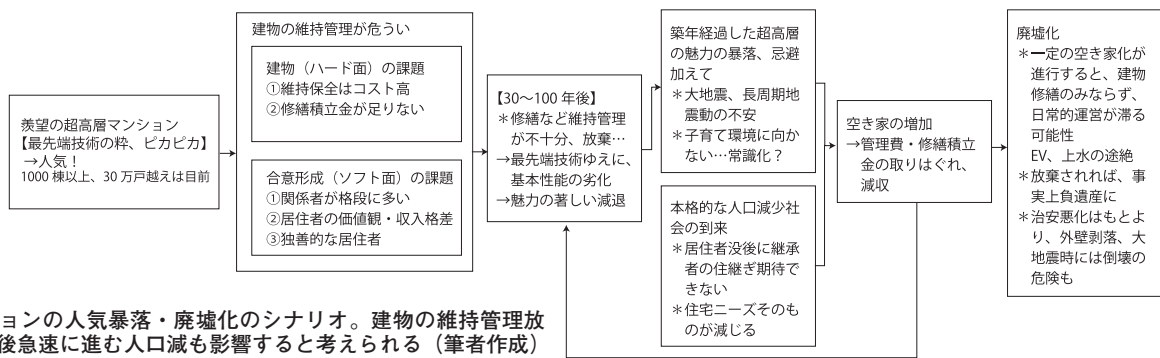 羨望の超高層マンション
【最先端技術の粋、ピカピカ】
→人気！
1000 棟以上、30 万戸越えは目前
建物の維持管理が危うい
建物（ハード面）の課題
①維持保全はコスト高
②修繕積立金が足りない
合意形成（ソフト面）の課題
①関係者が格段に多い
②居住者の価値観・収入格差
③独善的な居住者
【30～100 年後】
＊修繕など維持管理
が不十分、放棄…
→最先端技術ゆえに、
基本性能の劣化
→魅力の著しい減退
築年経過した超高層
の魅力の暴落、忌避
加えて
＊大地震、長周期地
震動の不安
＊子育て環境に向か
ない…常識化？
本格的な人口減少社
会の到来
＊居住者没後に継承
者の住継ぎ期待で
きない
＊住宅ニーズそのも
のが減じる
空き家の増加
→管理費・修繕積立
金の取りはぐれ、
減収
廃墟化
＊一定の空き家化が
進行すると、建物
修繕のみならず、
日常的運営が滞る
可能性
EV、上水の途絶
＊放棄されれば、事
実上負遺産に
＊治安悪化はもとよ
り、外壁剥落、大
地震時には倒壊の
危険も
ションの人気暴落・廃墟化のシナリオ。建物の維持管理放
後急速に進む人口減も影響すると考えられる（筆者作成）